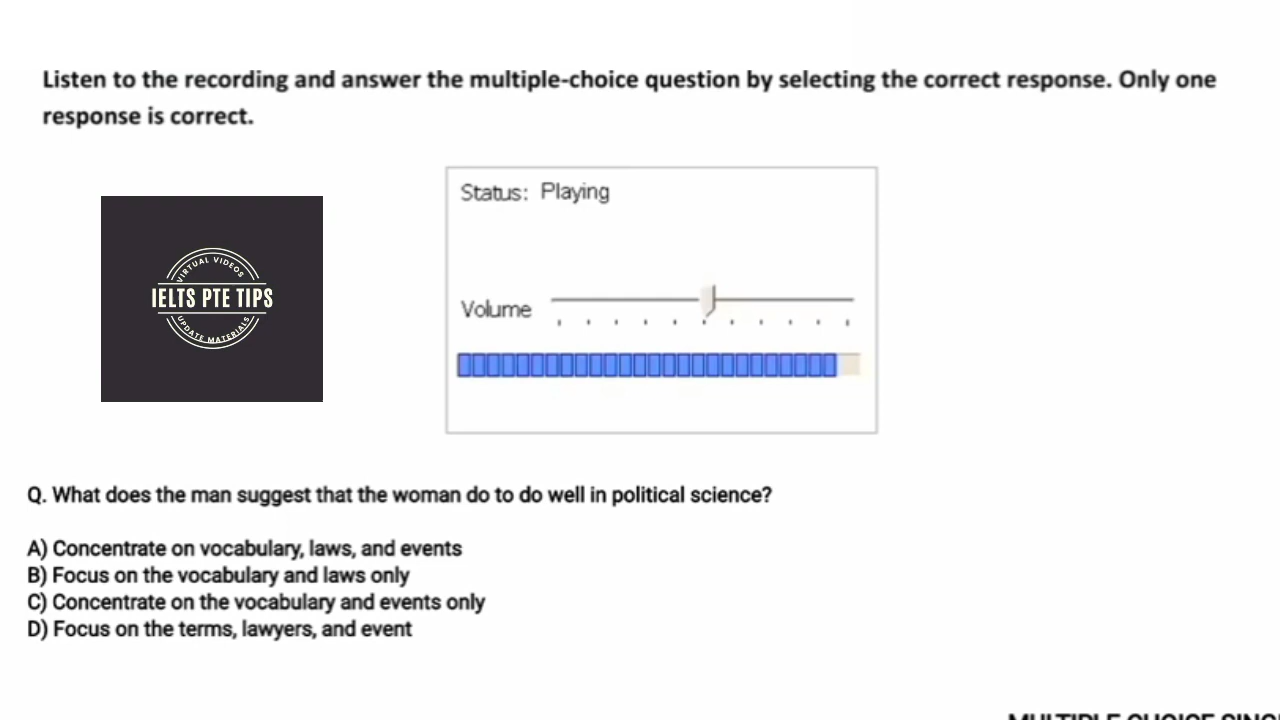 Listen to the recording and answer the multiple-choice question by selecting the correct response. Only one
response is correct.
Status: Playing
VIRTUAL VIDEOS
IELTS PTE TIPS
UPDATE MATERIALS
Volume
Q. What does the man suggest that the woman do to do well in political science?
A) Concentrate on vocabulary, laws, and events
B) Focus on the vocabulary and laws only
C) Concentrate on the vocabulary and events only
D) Focus on the terms, lawyers, and event
MULTIPLE CHOICE